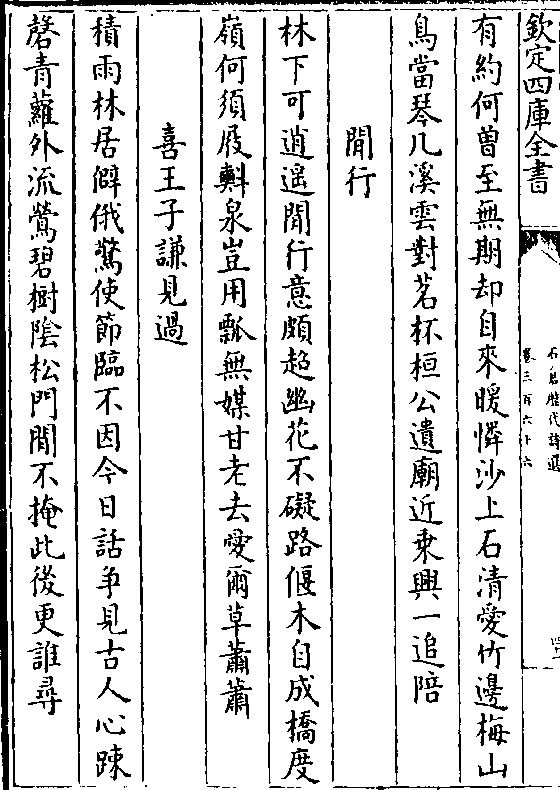 欽定四庫全書
石倉歷代詩選
卷三百六十六
有約何曾至無期却自來暖憐沙上石清愛竹邊梅山
鳥當琴几溪雲對茗杯桓公遺廟近乗興一追陪
閒行
林下可逍遥閒行意頗超幽花不礙路偃木自成橋度
嶺何須屐㪺泉豈用瓢無媒甘老去愛爾草蕭蕭
喜王子謙見過
積雨林居僻俄驚使節臨不因今日話争見古人心踈
磬青蘿外流鶯碧樹陰松門閒不掩此後更誰尋